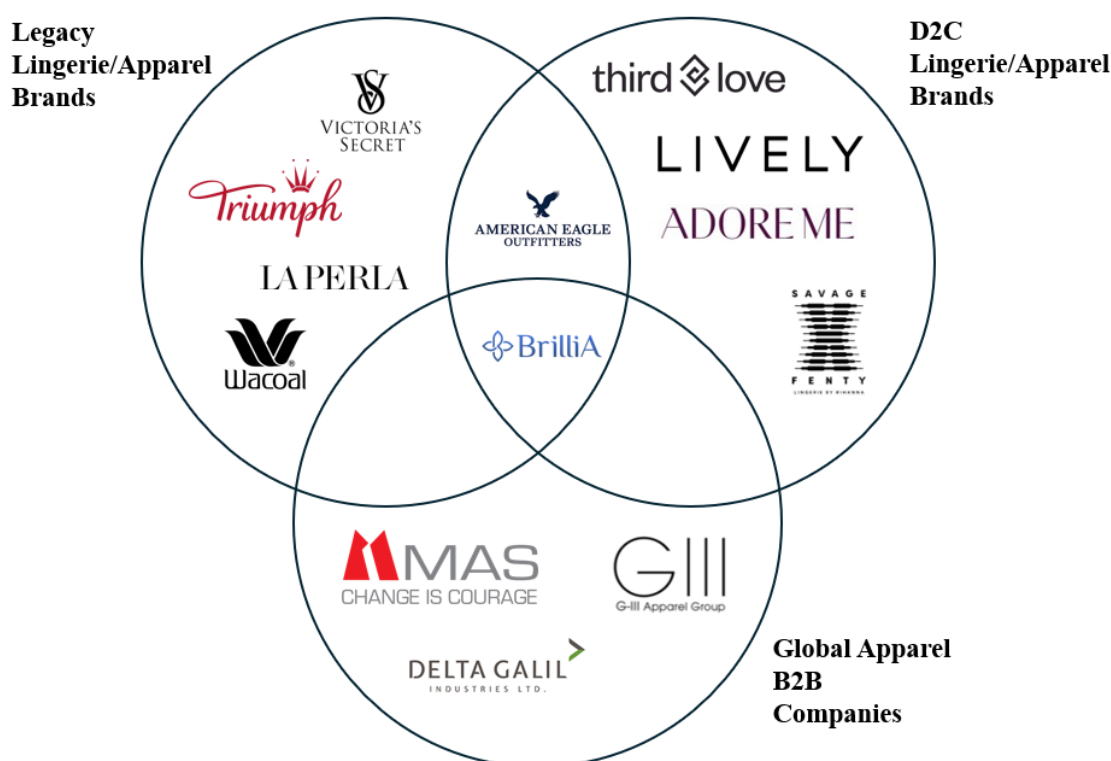 Legacy
Lingerie/Apparel
Brands
D2C
Lingerie/Apparel
Brands
VS
VICTORIA'S
SECRET
third love
LIVELY
Triumph
AMERICAN EAGLE
OUTFITTERS
ADORE ME
LA PERLA
SAVAGE
FENTY
LINGERIE BY RIHANNA
Wacoal
®
BrilliA
MAS
CHANGE IS COURAGE
GIII
G-III Apparel Group
DELTA GALIL
INDUSTRIES LTD.
Global Apparel
B2B
Companies